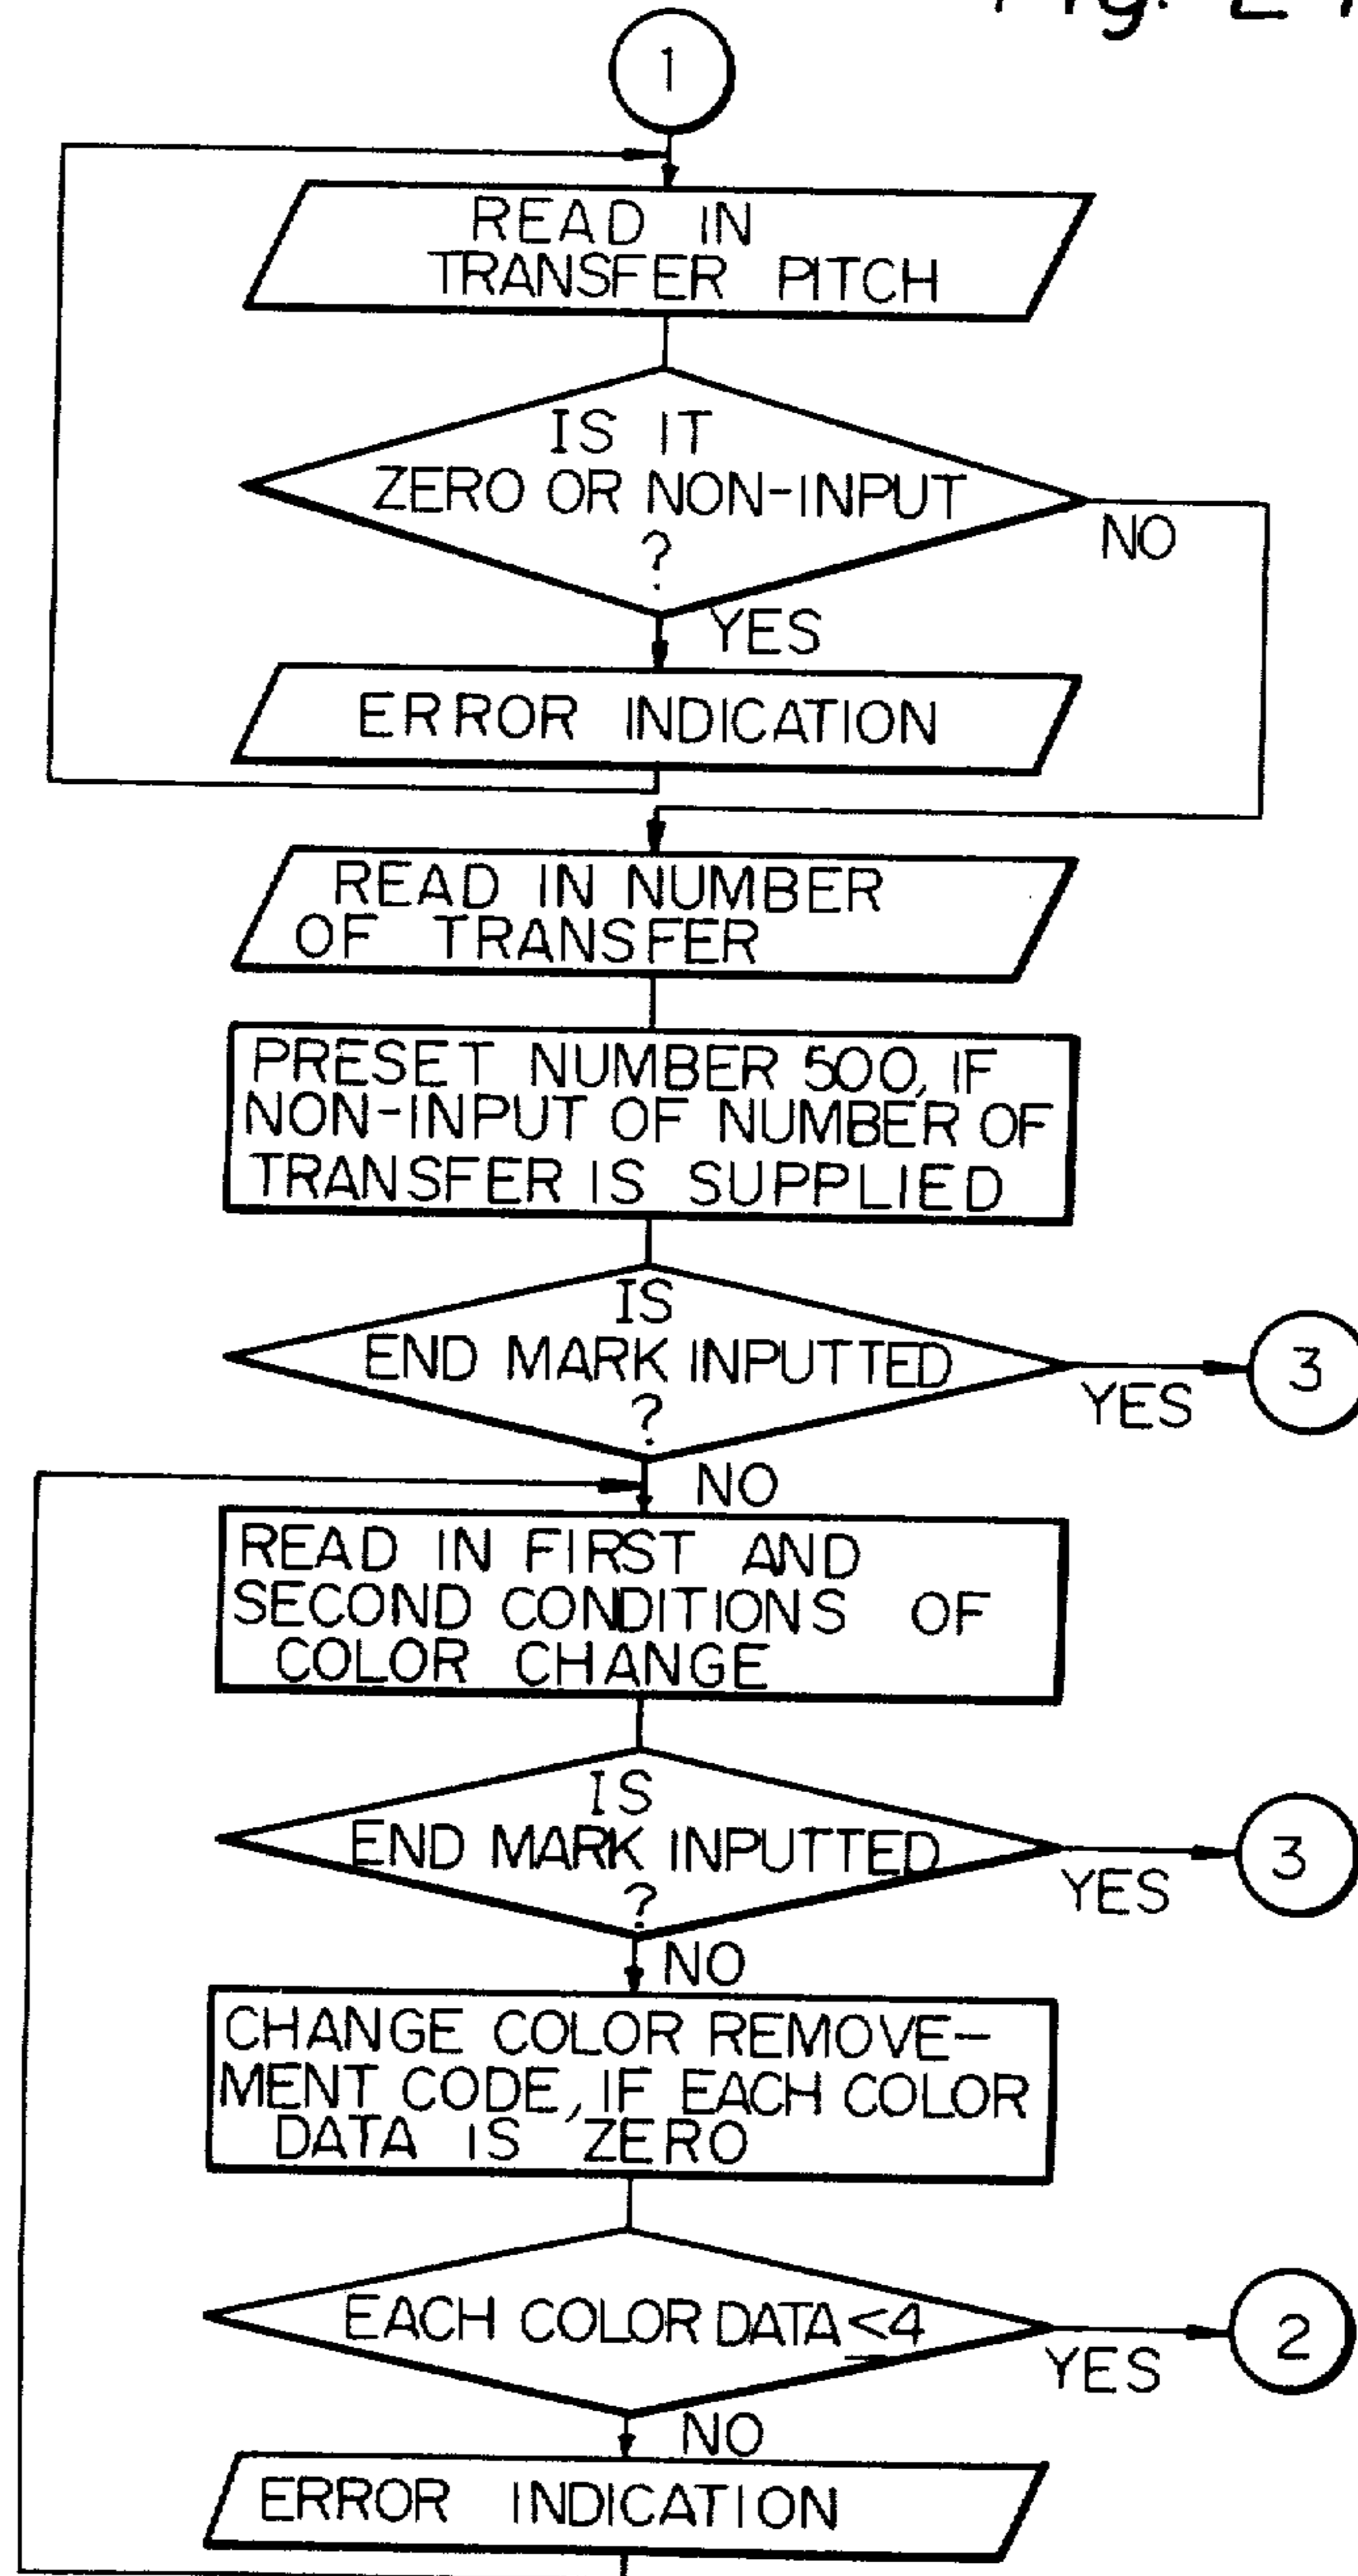 Fig.
1
READ IN
TRANSFER PITCH
IS IT
ZERO OR NON-INPUT
?
NO
YES
ERROR INDICATION
READ IN NUMBER
OF TRANSFER
PRESET NUMBER 500, IF
NON-INPUT OF NUMBER OF
TRANSFER IS SUPPLIED
IS
END MARK INPUTTED
?
YES
3
NO
READ IN FIRST AND
SECOND CONDITIONS OF
COLOR CHANGE
IS
END MARK INPUTTED
?
YES
3
NO
CHANGE COLOR REMOVE-
MENT CODE, IF EACH COLOR
DATA IS ZERO
EACH COLOR DATA ≤4
YES
2
NO
ERROR INDICATION